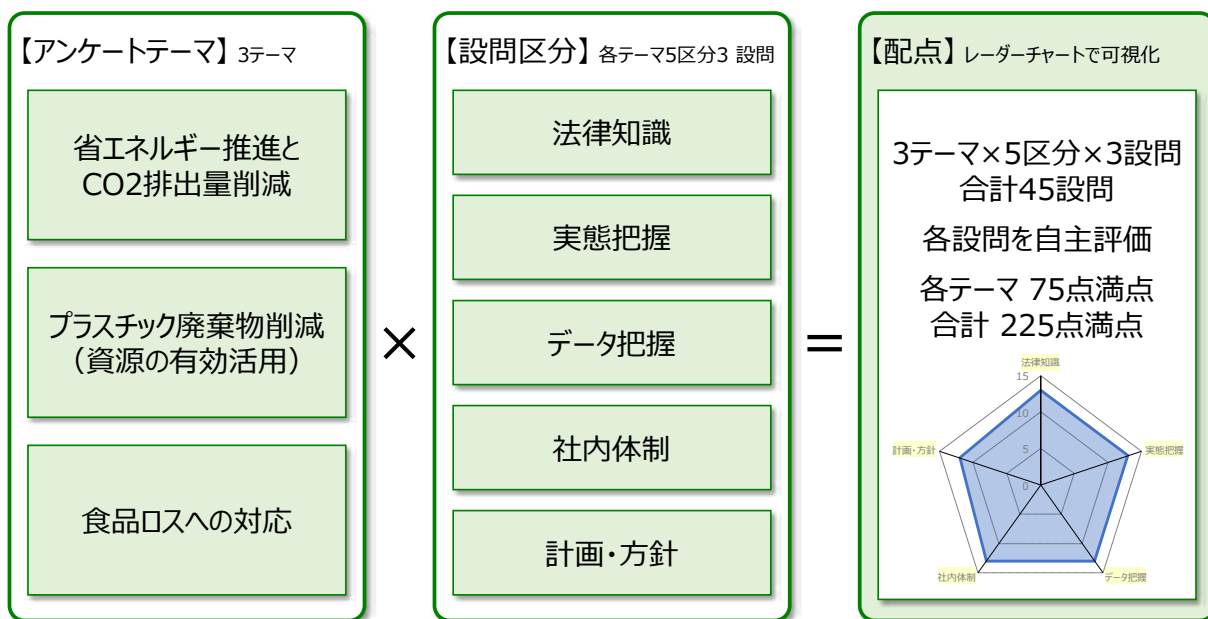 【アンケートテーマ】 3テーマ
省エネルギー推進と
CO2排出量削減
プラスチック廃棄物削減
（資源の有効活用）
食品ロスへの対応
×
【設問区分】 各テーマ5区分3 設問
法律知識
実態把握
データ把握
社内体制
計画・方針
＝
【配点】 レーダーチャートで可視化
3テーマ×5区分×3設問
合計45設問
各設問を自主評価
各テーマ 75点満点
合計 225点満点
法律知識
15
10
5
0
計画・方針
実態把握
社内体制
データ把握